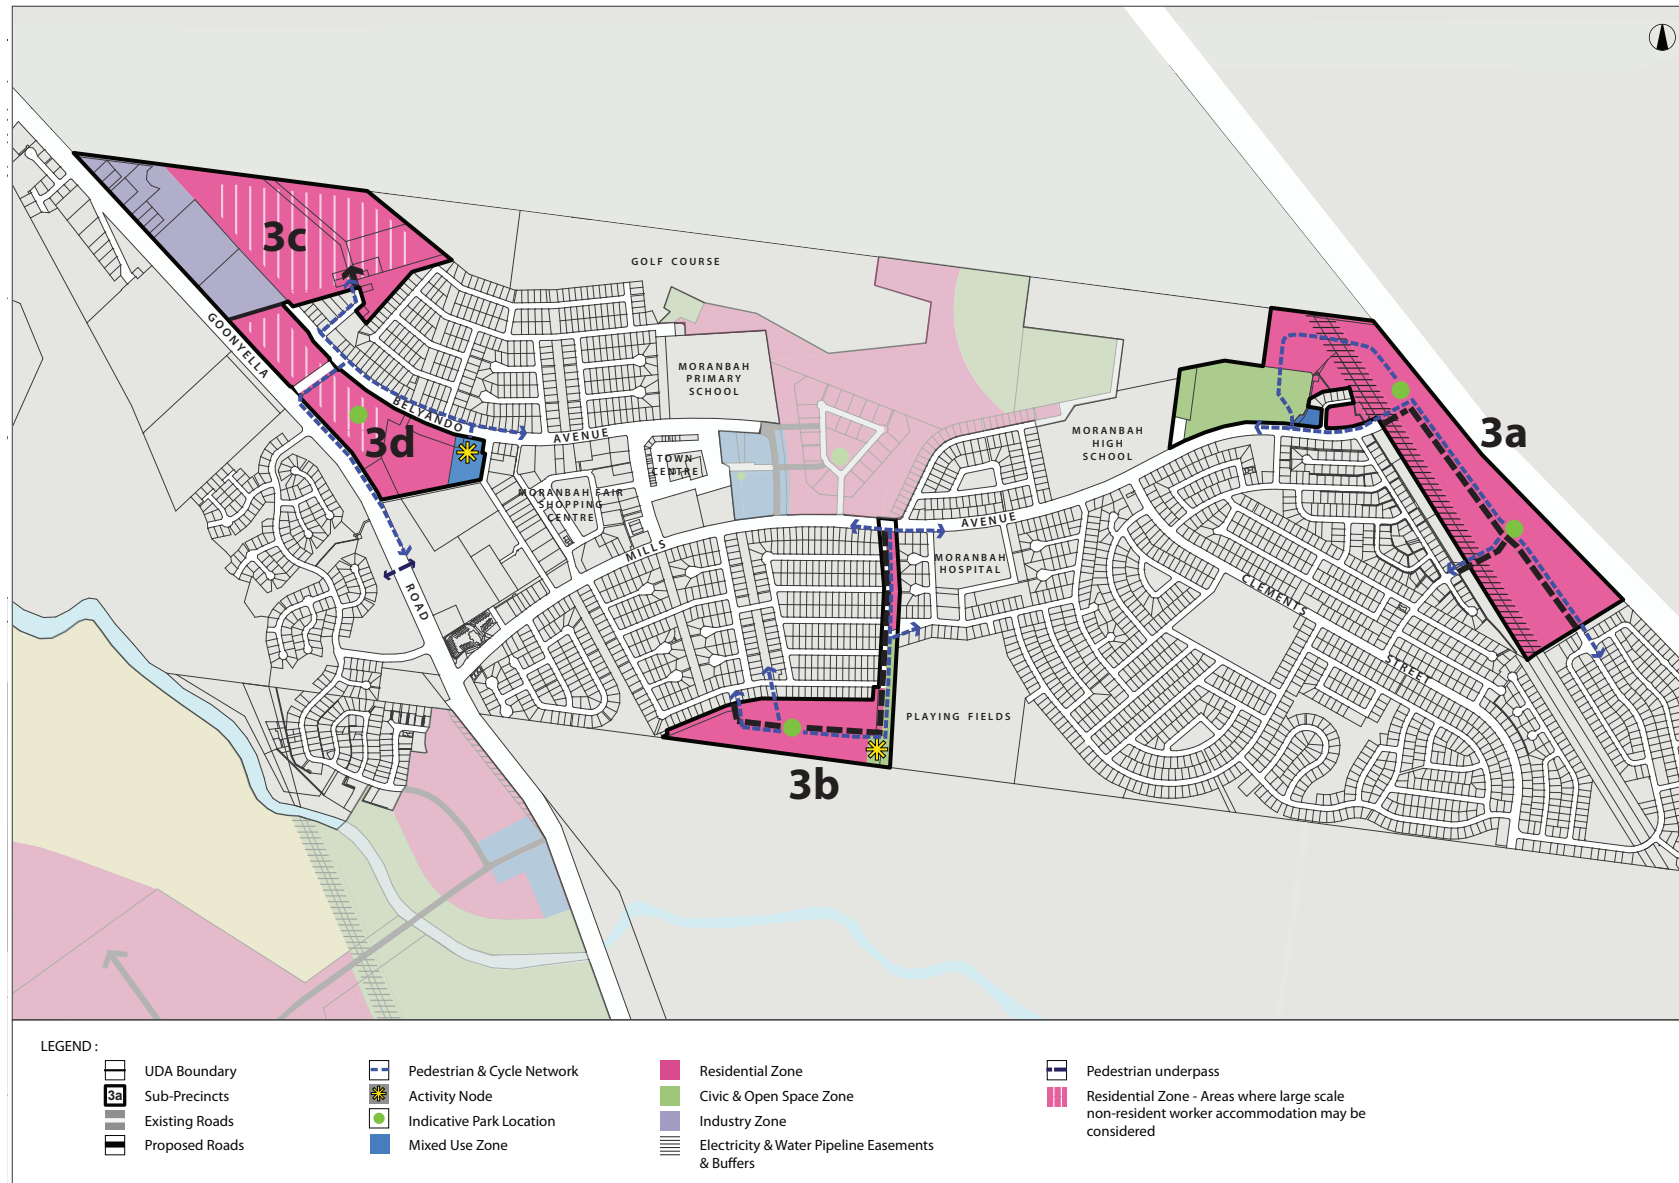 3c
GOLF COURSE
GOONYELLA
MORANBAH
PRIMARY
SCHOOL
BELYANDO
AVENUE
3d
MORANBAH
HIGH
SCHOOL
3a
TOWN
CENTRE
MORANBAH FAIR
SHOPPING
CENTRE
MILLS
AVENUE
MORANBAH
HOSPITAL
CLEMENTS
ROAD
STREET
PLAYING FIELDS
3b
LEGEND :
UDA Boundary
3a Sub-Precincts
Existing Roads
Proposed Roads
Pedestrian & Cycle Network
Activity Node
Indicative Park Location
Mixed Use Zone
Residential Zone
Civic & Open Space Zone
Industry Zone
Electricity & Water Pipeline Easements
& Buffers
Pedestrian underpass
Residential Zone - Areas where large scale
non-resident worker accommodation may be
considered